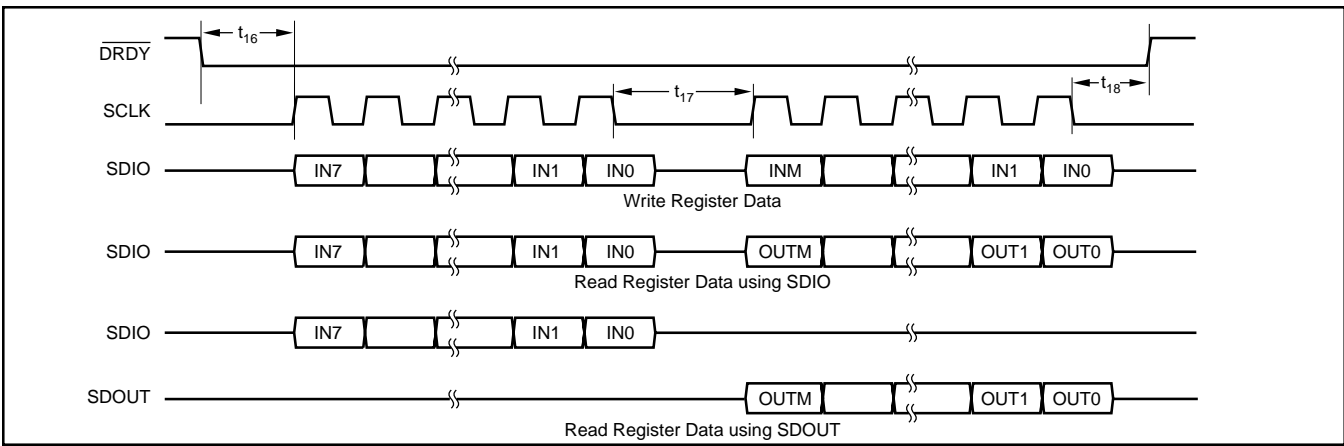 DRDY
t16
SCLK
t17
t18
SDIO IN7 IN1 IN0 INM IN1 IN0
Write Register Data
SDIO IN7 IN1 IN0 OUTM OUT1 OUT0
Read Register Data using SDIO
SDIO IN7 IN1 IN0
SDOUT OUTM OUT1 OUT0
Read Register Data using SDOUT